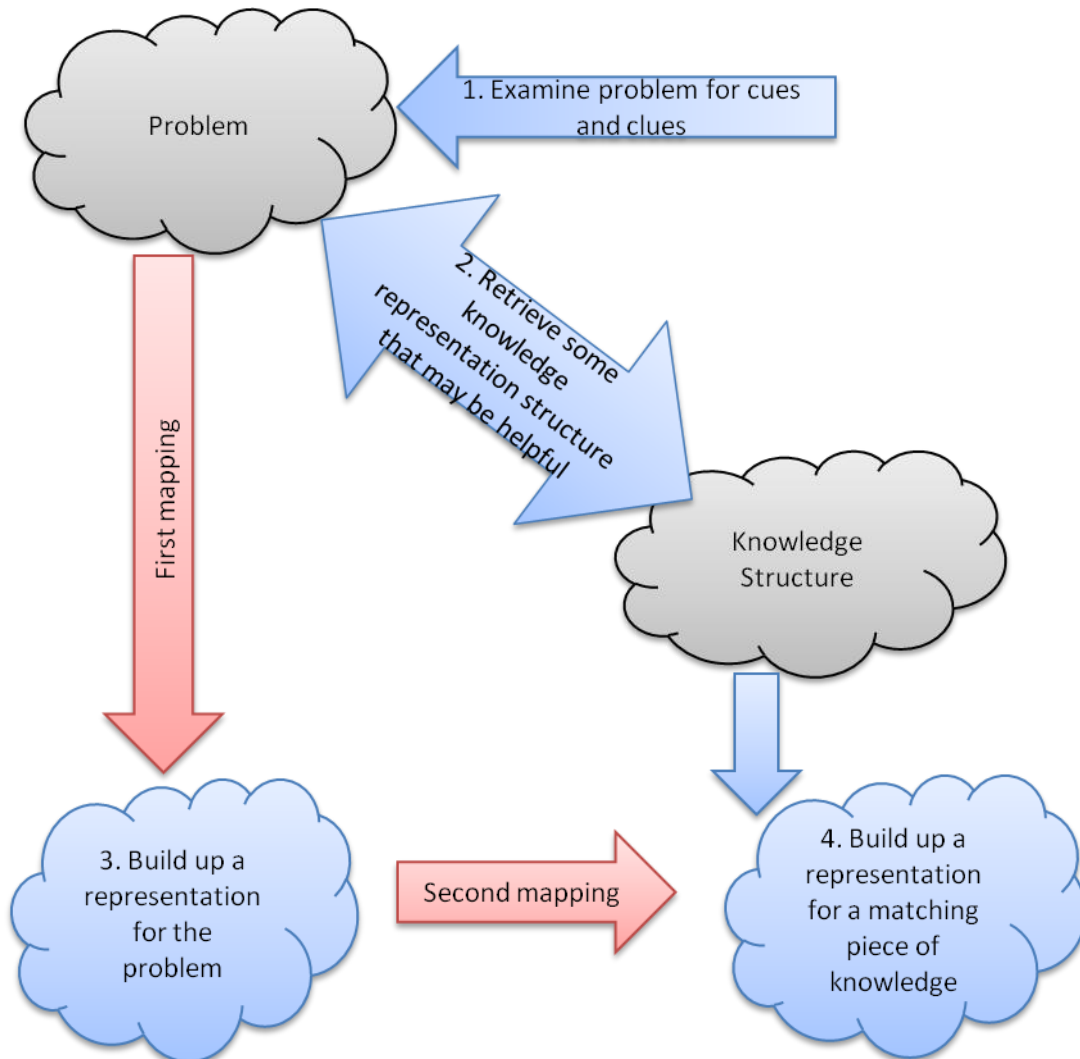 Problem
1. Examine problem for cues
and clues
2. Retrieve some
knowledge
representation structure
that may be helpful
First mapping
Knowledge
Structure
3. Build up a
representation
for the
problem
Second mapping
4. Build up a
representation
for a matching
piece of
knowledge